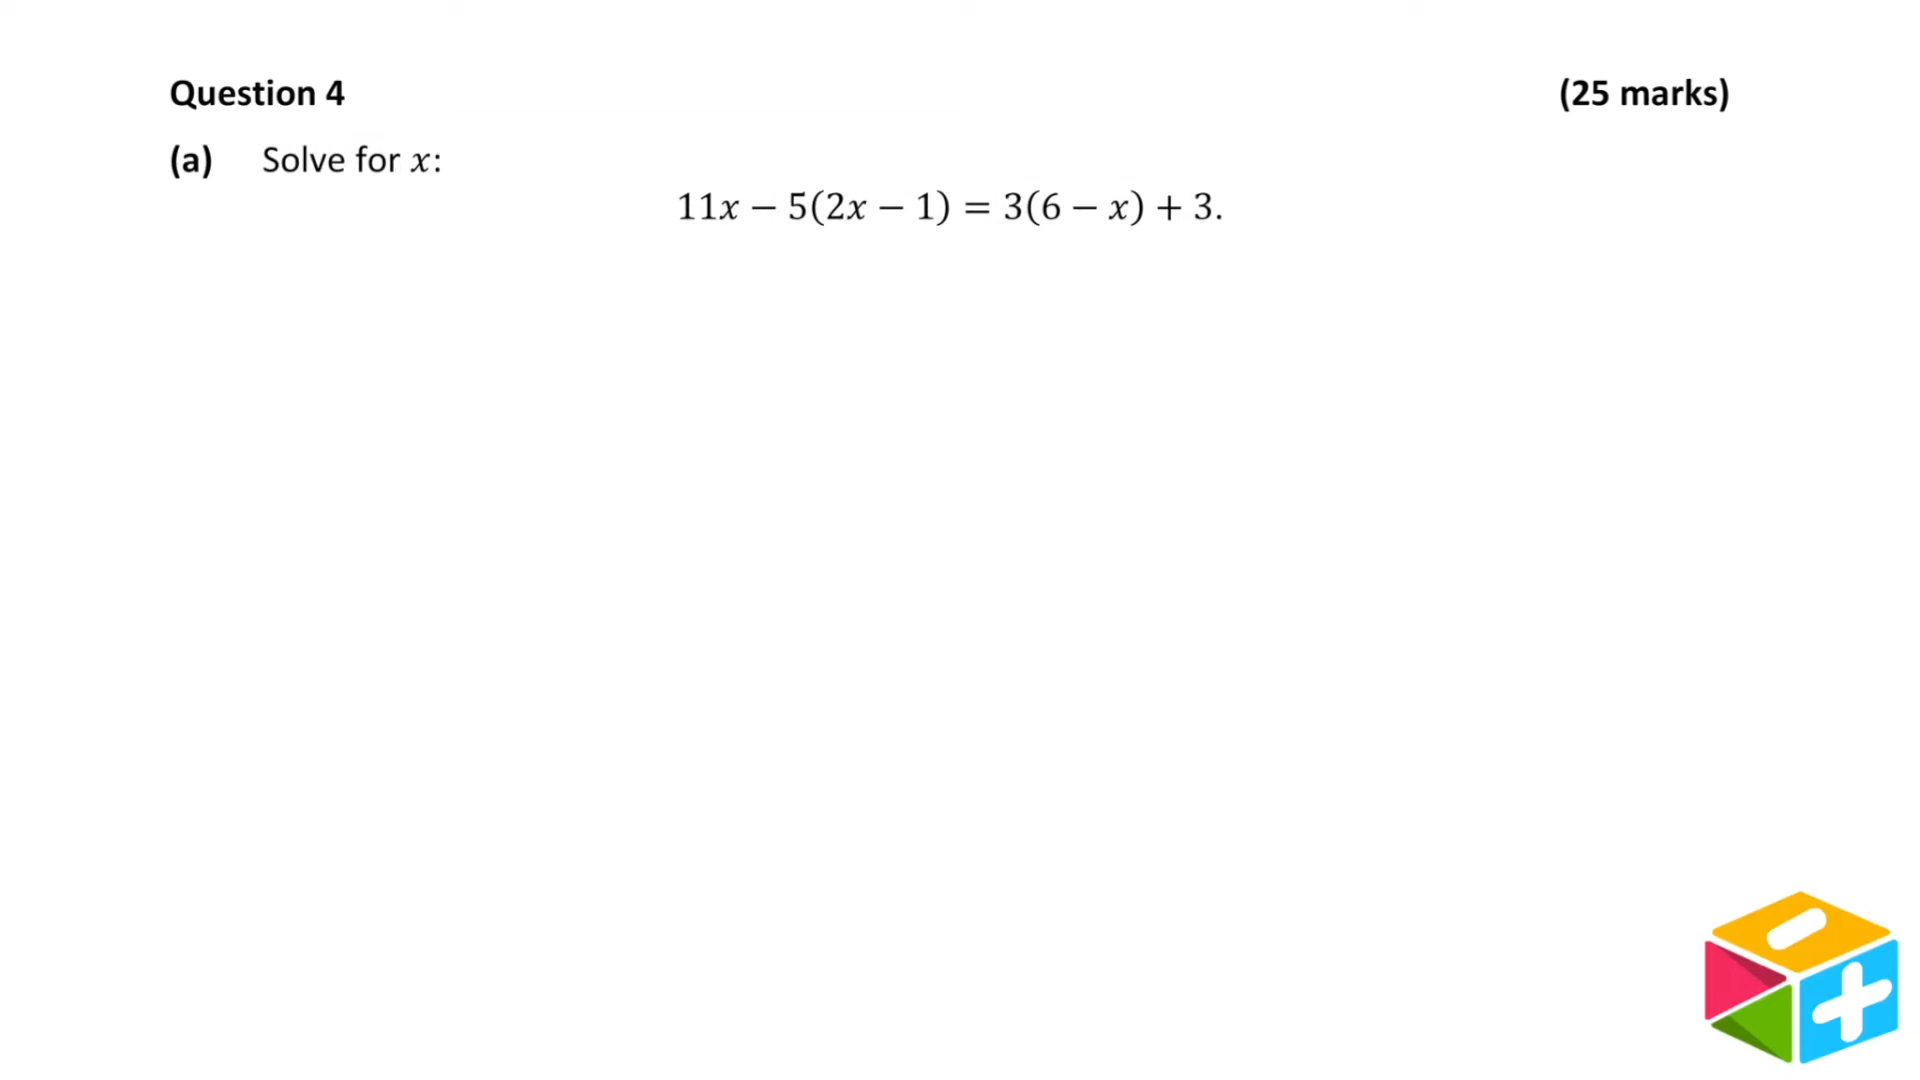 Question 4 (25 marks)
(a) Solve for x:
11x − 5(2x − 1) = 3(6 − x) + 3.